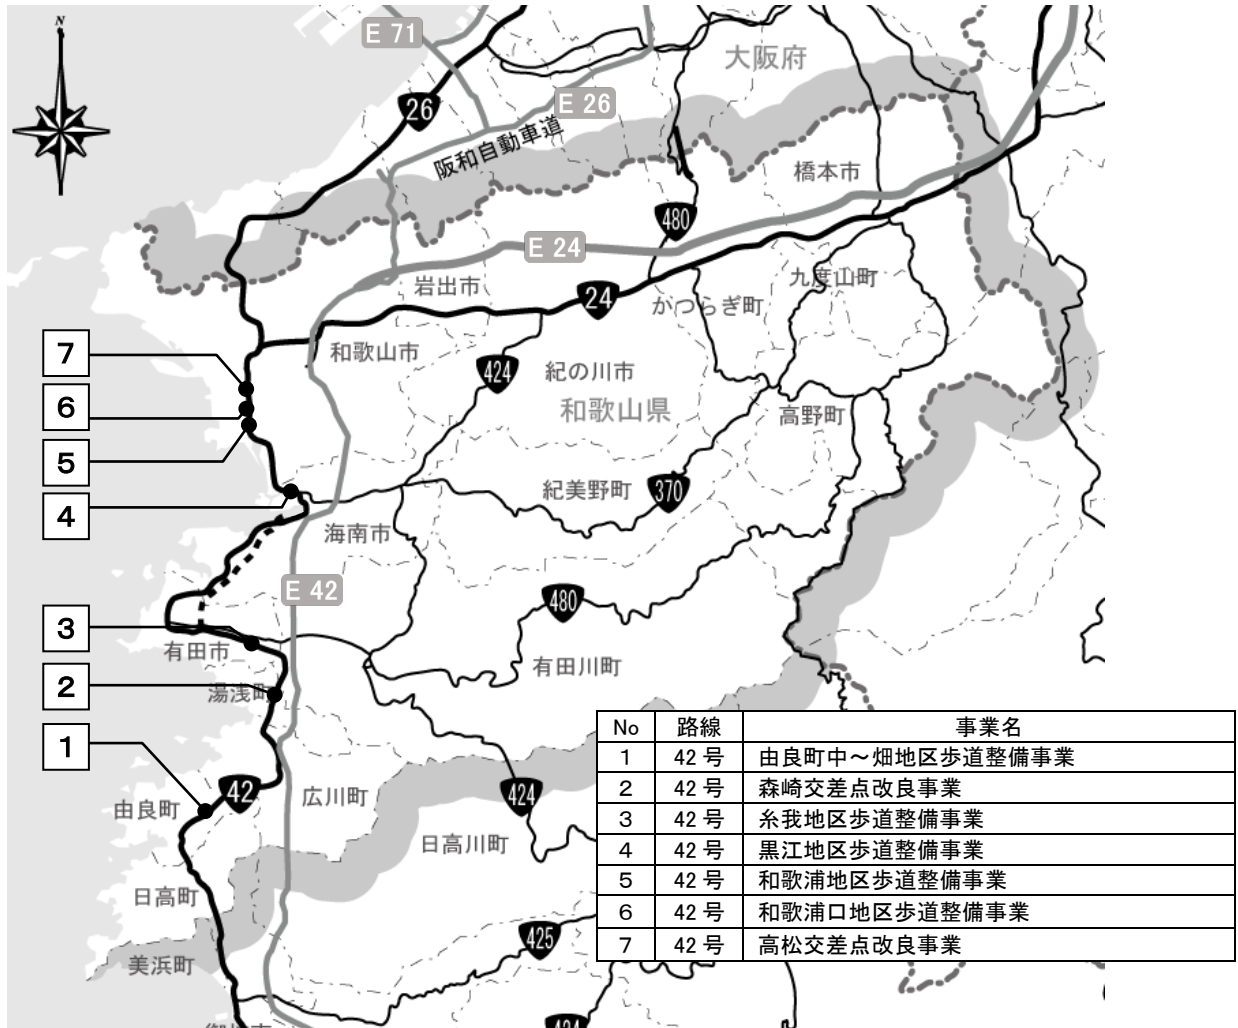 N
E 71
大阪府
26
E 26
阪和自動車道
橋本市
480
E 24
岩出市
24
九度山町
かつらぎ町
7
和歌山市
424
紀の川市
6
和歌山県
高野町
5
紀美野町
370
4
海南市
E 42
480
3
有田市
有田川町
2
湯浅町
1
42
広川町
424
由良町
日高川町
日高町
425
美浜町
No 路線 事業名
1 42 号 由良町中～畑地区歩道整備事業
2 42 号 森崎交差点改良事業
3 42 号 糸我地区歩道整備事業
4 42 号 黒江地区歩道整備事業
5 42 号 和歌浦地区歩道整備事業
6 42 号 和歌浦口地区歩道整備事業
7 42 号 高松交差点改良事業